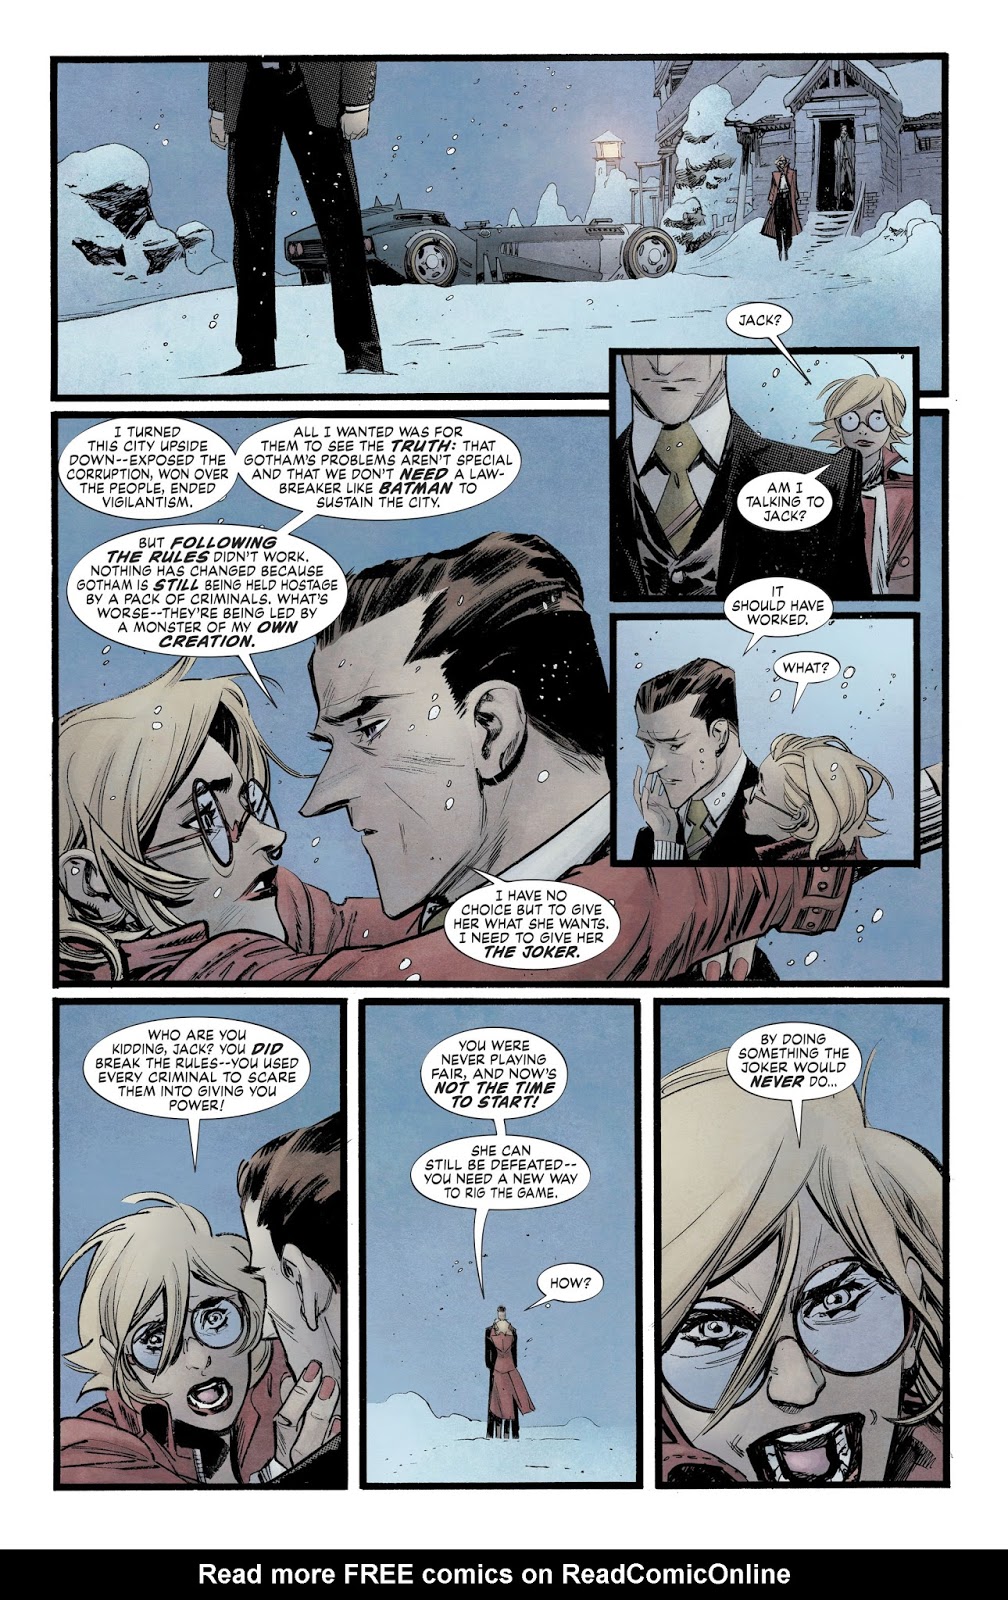 JACK?
AM I
TALKING TO
JACK?
IT
SHOULD HAVE
WORKED.
WHAT?
I TURNED
THIS CITY UPSIDE
DOWN--EXPOSED THE
CORRUPTION, WON OVER
THE PEOPLE, ENDED
VIGILANTISM.
ALL I WANTED WAS FOR
THEM TO SEE THE TRUTH: THAT
GOTHAM'S PROBLEMS AREN'T SPECIAL
AND THAT WE DON'T NEED A LAW-
BREAKER LIKE BATMAN TO
SUSTAIN THE CITY.
BUT FOLLOWING
THE RULES DIDN'T WORK.
NOTHING HAS CHANGED BECAUSE
GOTHAM IS STILL BEING HELD HOSTAGE
BY A PACK OF CRIMINALS. WHAT'S
WORSE--THEY'RE BEING LED BY
A MONSTER OF MY OWN
CREATION.
I HAVE NO
CHOICE BUT TO GIVE
HER WHAT SHE WANTS.
I NEED TO GIVE HER
THE JOKER.
WHO ARE YOU
KIDDING, JACK? YOU DID
BREAK THE RULES--YOU USED
EVERY CRIMINAL TO SCARE
THEM INTO GIVING YOU
POWER!
YOU WERE
NEVER PLAYING
FAIR, AND NOW'S
NOT THE TIME
TO START!
SHE CAN
STILL BE DEFEATED--
YOU NEED A NEW WAY
TO RIG THE GAME.
HOW?
BY DOING
SOMETHING THE
JOKER WOULD
NEVER DO...
Read more FREE comics on ReadComicOnline